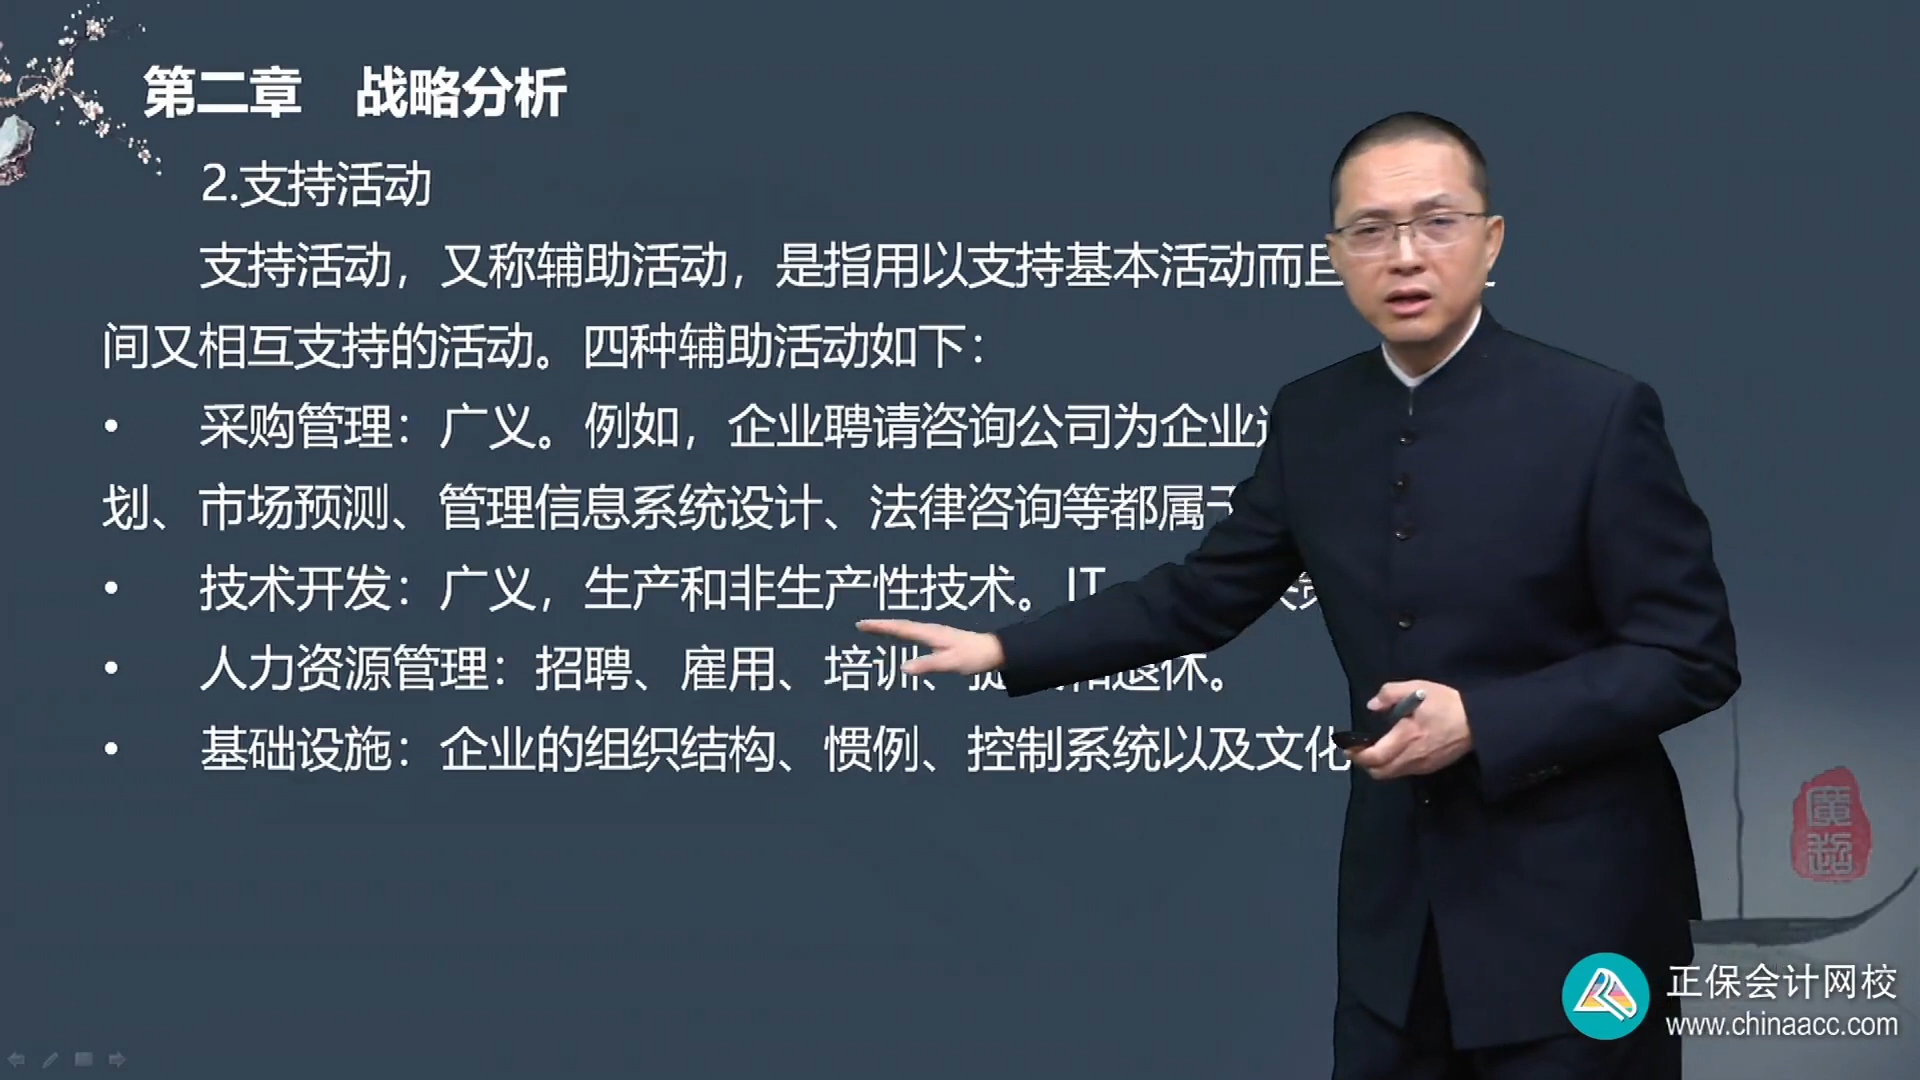 第二章 战略分析
2.支持活动
支持活动，又称辅助活动，是指用以支持基本活动而且
间又相互支持的活动。四种辅助活动如下：
• 采购管理：广义。例如，企业聘请咨询公司为企业
划、市场预测、管理信息系统设计、法律咨询等都属于
• 技术开发：广义，生产和非生产性技术。IT
• 人力资源管理：招聘、雇用、培训、提升和退休。
• 基础设施：企业的组织结构、惯例、控制系统以及文化
正保会计网校
www.chinaacc.com